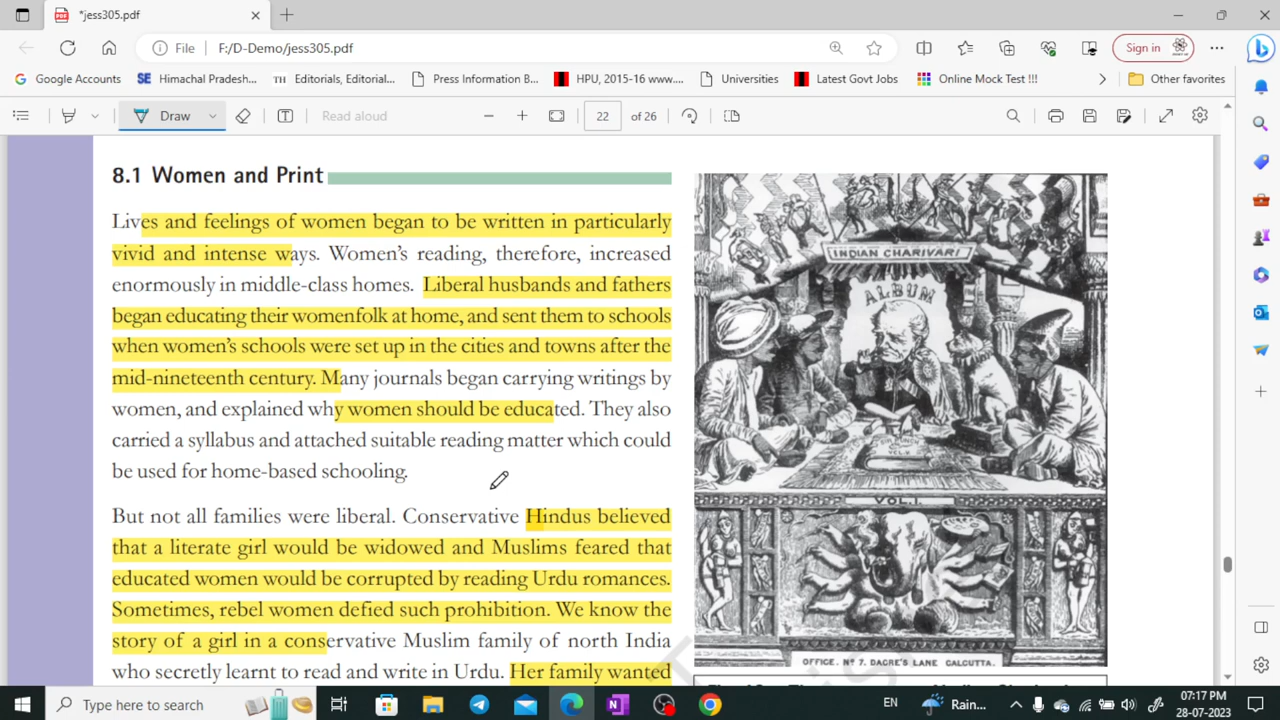 *jess305.pdf
File F:/D-Demo/jess305.pdf Sign in
Google Accounts SE Himachal Pradesh... TH Editorials, Editorial... Press Information B... HPU, 2015-16 www.... Universities Latest Govt Jobs Online Mock Test !!! Other favorites
Draw Read aloud 22 of 26
8.1 Women and Print
Lives and feelings of women began to be written in particularly
vivid and intense ways. Women's reading, therefore, increased
enormously in middle-class homes. Liberal husbands and fathers
began educating their womenfolk at home, and sent them to schools
when women's schools were set up in the cities and towns after the
mid-nineteenth century. Many journals began carrying writings by
women, and explained why women should be educated. They also
carried a syllabus and attached suitable reading matter which could
be used for home-based schooling.
But not all families were liberal. Conservative Hindus believed
that a literate girl would be widowed and Muslims feared that
educated women would be corrupted by reading Urdu romances.
Sometimes, rebel women defied such prohibition. We know the
story of a girl in a conservative Muslim family of north India
who secretly learnt to read and write in Urdu. Her family wanted
INDIAN CHARIVARI
ALBUM
VOL. I.
OFFICE. No 7. DACRE'S LANE CALCUTTA.
Type here to search
Rain...
EN
07:17 PM
28-07-2023